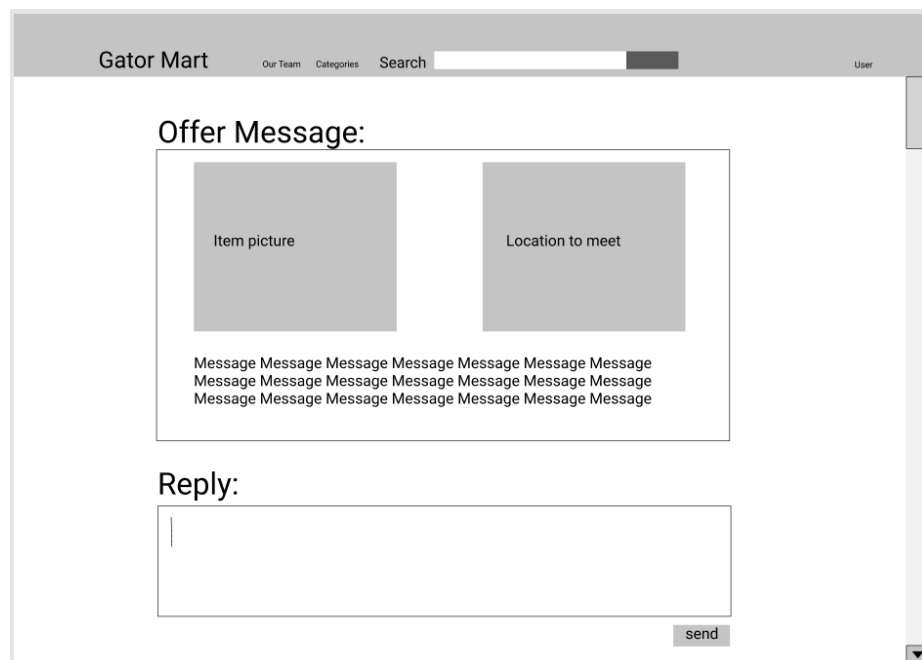 Gator Mart Our Team Categories Search User
Offer Message:
Item picture
Location to meet
Message Message Message Message Message Message Message
Message Message Message Message Message Message Message
Message Message Message Message Message Message Message
Reply:
send